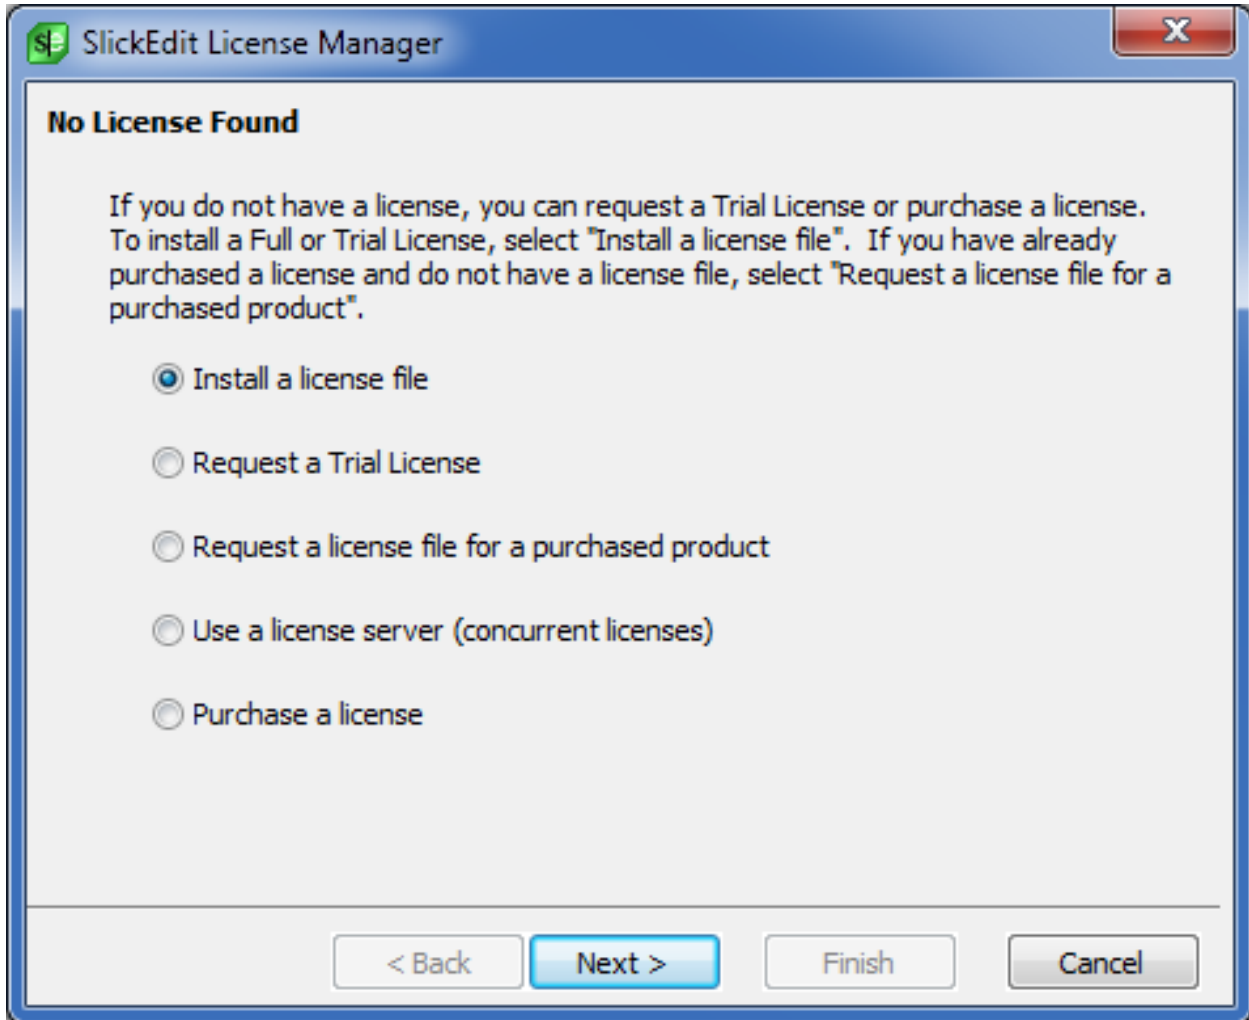 SlickEdit License Manager
No License Found
If you do not have a license, you can request a Trial License or purchase a license.
To install a Full or Trial License, select "Install a license file".  If you have already
purchased a license and do not have a license file, select "Request a license file for a
purchased product".
Install a license file
Request a Trial License
Request a license file for a purchased product
Use a license server (concurrent licenses)
Purchase a license
< Back
Next >
Finish
Cancel